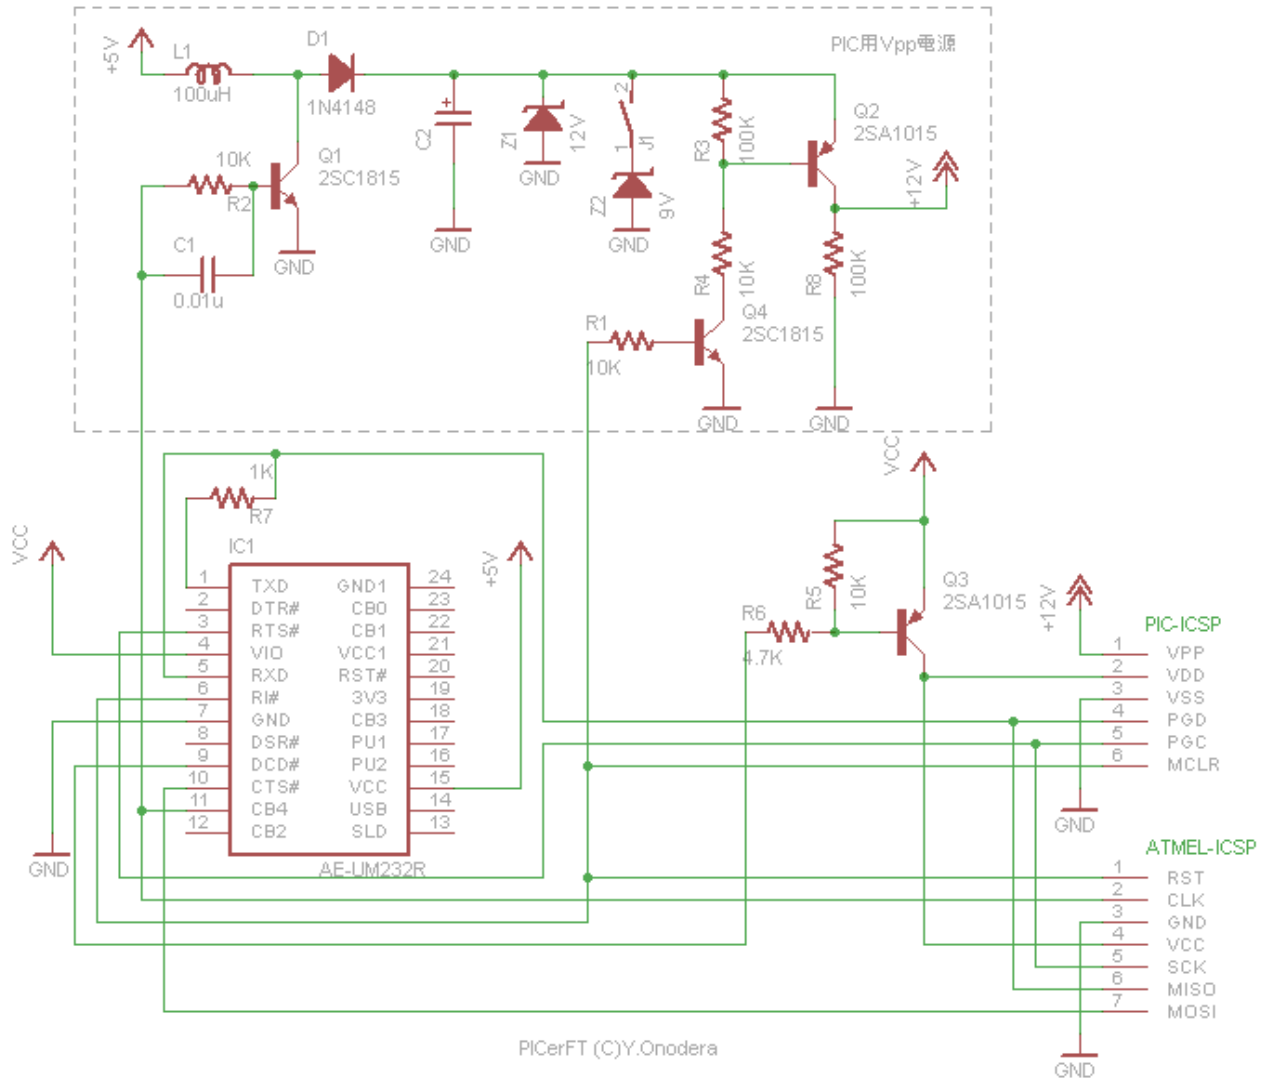 PIC用Vpp電源
+5V
L1
100uH
D1
1N4148
10K
R2
C1
0.01u
Q1
2SC1815
GND
+
C2
GND
Z1
12V
GND
2
1
J1
Z2
9V
GND
R3
100K
R4
10K
R1
10K
Q4
2SC1815
GND
Q2
2SA1015
+12V
R8
100K
GND
1K
R7
VCC
GND
IC1
1 TXD GND1 24
2 DTR# CB0 23
3 RTS# CB1 22
4 VIO VCC1 21
5 RXD RST# 20
6 RI# 3V3 19
7 GND CB3 18
8 DSR# PU1 17
9 DCD# PU2 16
10 CTS# VCC 15
11 CB4 USB 14
12 CB2 SLD 13
AE-UM232R
+5V
VCC
R5
10K
R6
4.7K
Q3
2SA1015
+12V
PIC-ICSP
1 VPP
2 VDD
3 VSS
4 PGD
5 PGC
6 MCLR
GND
ATMEL-ICSP
1 RST
2 CLK
3 GND
4 VCC
5 SCK
6 MISO
7 MOSI
GND
PICerFT (C)Y.Onodera